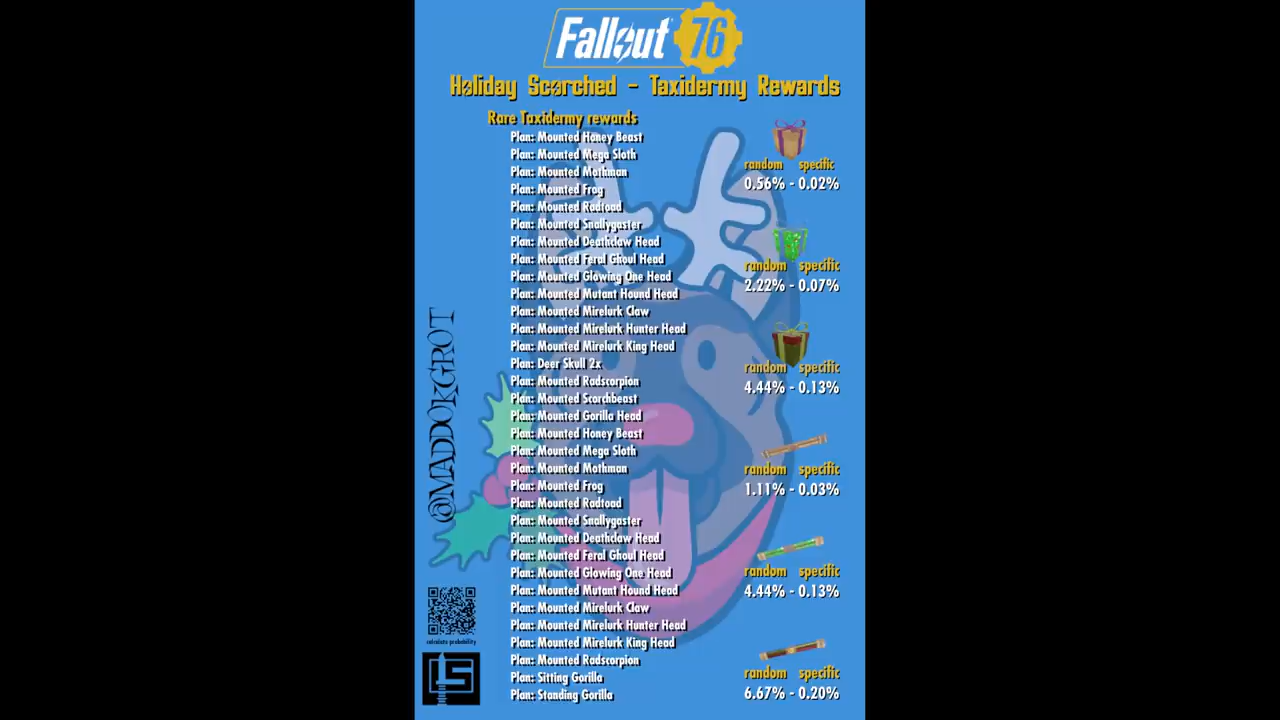 Fallout 76
Holiday Scorched - Taxidermy Rewards
Rare Taxidermy rewards
Plan: Mounted Honey Beast
Plan: Mounted Mega Sloth
Plan: Mounted Mothman
Plan: Mounted Frog
Plan: Mounted Radtoad
Plan: Mounted Snallygaster
Plan: Mounted Deathclaw Head
Plan: Mounted Feral Ghoul Head
Plan: Mounted Glowing One Head
Plan: Mounted Mutant Hound Head
Plan: Mounted Mirelurk Claw
Plan: Mounted Mirelurk Hunter Head
Plan: Mounted Mirelurk King Head
Plan: Deer Skull 2x
Plan: Mounted Radscorpion
Plan: Mounted Scorchbeast
Plan: Mounted Gorilla Head
Plan: Mounted Honey Beast
Plan: Mounted Mega Sloth
Plan: Mounted Mothman
Plan: Mounted Frog
Plan: Mounted Radtoad
Plan: Mounted Snallygaster
Plan: Mounted Deathclaw Head
Plan: Mounted Feral Ghoul Head
Plan: Mounted Glowing One Head
Plan: Mounted Mutant Hound Head
Plan: Mounted Mirelurk Claw
Plan: Mounted Mirelurk Hunter Head
Plan: Mounted Mirelurk King Head
Plan: Mounted Radscorpion
Plan: Sitting Gorilla
Plan: Standing Gorilla
random specific
0.56% - 0.02%
random specific
2.22% - 0.07%
random specific
4.44% - 0.13%
random specific
1.11% - 0.03%
random specific
4.44% - 0.13%
random specific
6.67% - 0.20%
@MADDOKGROT
calculate probability
LS